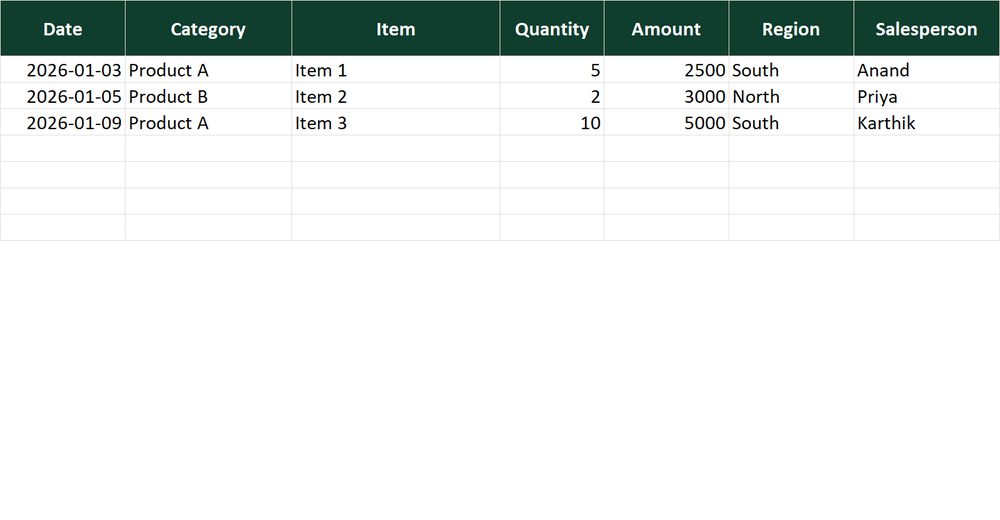 Date Category Item Quantity Amount Region Salesperson
2026-01-03 Product A Item 1 5 2500 South Anand
2026-01-05 Product B Item 2 2 3000 North Priya
2026-01-09 Product A Item 3 10 5000 South Karthik